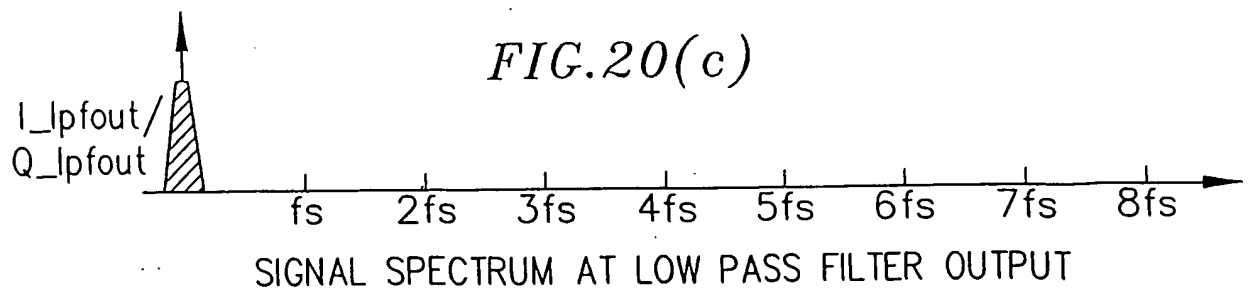 FIG.20(c)
I_lpfout/
Q_lpfout
fs 2fs 3fs 4fs 5fs 6fs 7fs 8fs
SIGNAL SPECTRUM AT LOW PASS FILTER OUTPUT